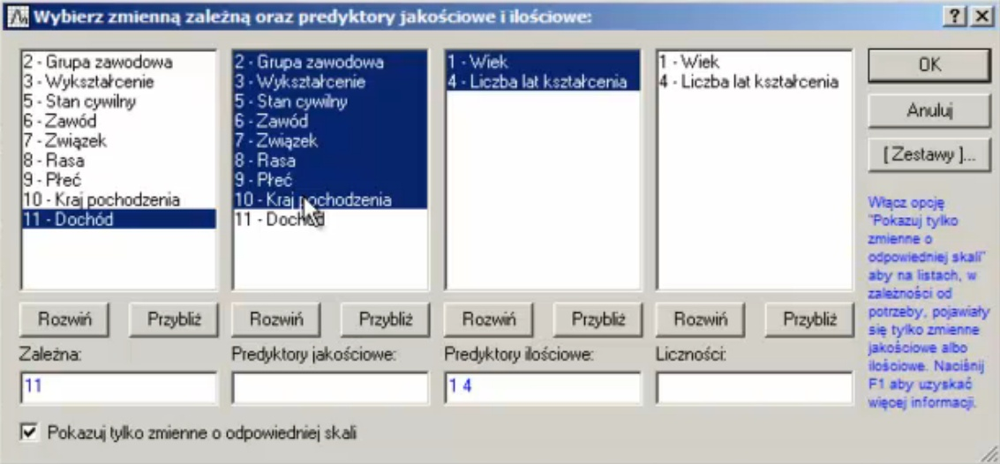 Wybierz zmienną zależną oraz predyktory jakościowe i ilościowe:
2 - Grupa zawodowa
3 - Wykształcenie
5 - Stan cywilny
6 - Zawód
7 - Związek
8 - Rasa
9 - Płeć
10 - Kraj pochodzenia
11 - Dochód
2 - Grupa zawodowa
3 - Wykształcenie
5 - Stan cywilny
6 - Zawód
7 - Związek
8 - Rasa
9 - Płeć
10 - Kraj pochodzenia
11 - Dochód
1 - Wiek
4 - Liczba lat kształcenia
1 - Wiek
4 - Liczba lat kształcenia
OK
Anuluj
[ Zestawy ]...
Włącz opcję
"Pokazuj tylko
zmienne o
odpowiedniej skali"
aby na listach, w
zależności od
potrzeby, pojawiały
się tylko zmienne
jakościowe albo
ilościowe. Naciśnij
F1 aby uzyskać
więcej informacji.
Rozwiń Przybliż Rozwiń Przybliż Rozwiń Przybliż Rozwiń Przybliż
Zależna: Predyktory jakościowe: Predyktory ilościowe: Liczności:
11 1 4
Pokazuj tylko zmienne o odpowiedniej skali